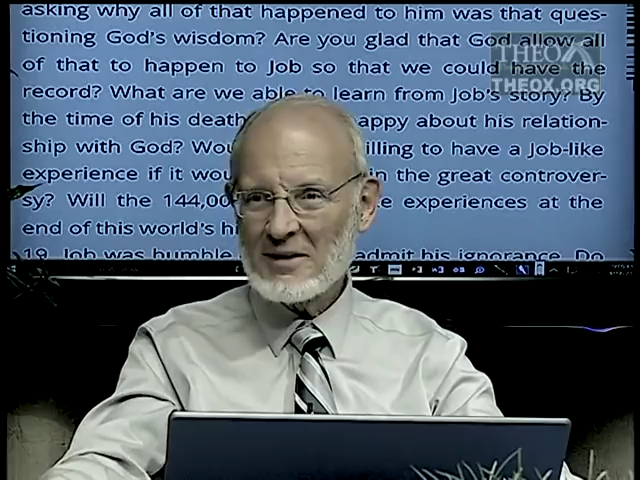 asking why all of that happened to him was that ques-
tioning God's wisdom? Are you glad that God allow all
of that to happen to Job so that we could have the
record? What are we able to learn from Job's story? By
the time of his death appy about his relation-
ship with God? Wou illing to have a Job-like
experience if it wou in the great controver-
sy? Will the 144,00 e experiences at the
end of this world's hi
19. Job was humble admit his ignorance. Do
THEOX
THEOX.ORG